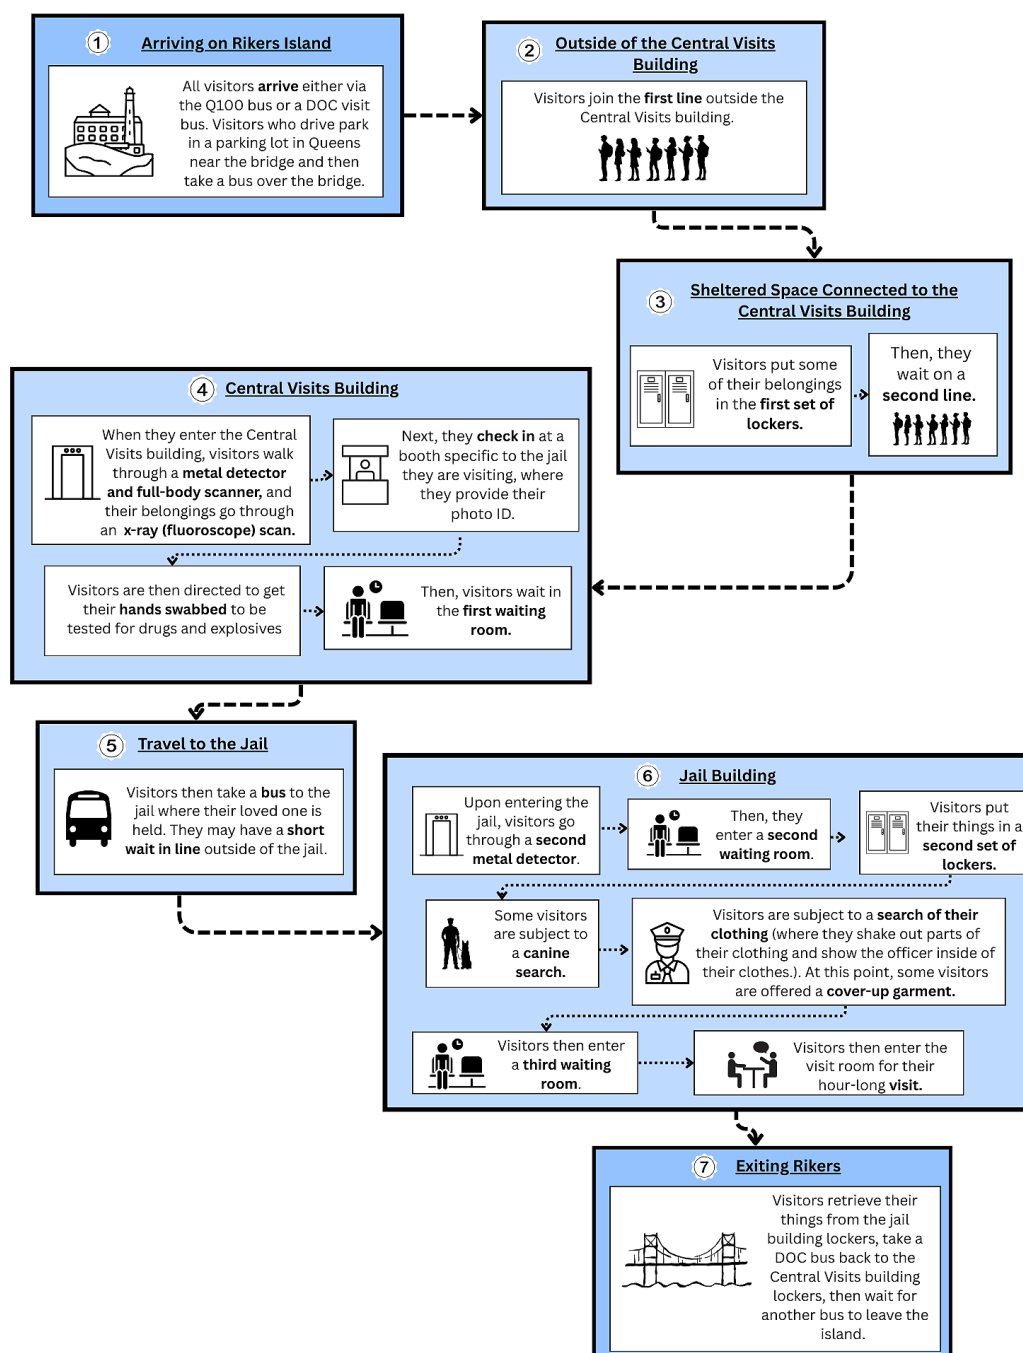 1
Arriving on Rikers Island
All visitors arrive either via
the Q100 bus or a DOC visit
bus. Visitors who drive park
in a parking lot in Queens
near the bridge and then
take a bus over the bridge.
2
Outside of the Central Visits
Building
Visitors join the first line outside the
Central Visits building.
3
Sheltered Space Connected to the
Central Visits Building
Visitors put some
of their belongings
in the first set of
lockers.
Then, they
wait on a
second line.
4
Central Visits Building
When they enter the Central
Visits building, visitors walk
through a metal detector
and full-body scanner, and
their belongings go through
an x-ray (fluoroscope) scan.
Next, they check in at a
booth specific to the jail
they are visiting, where
they provide their
photo ID.
Visitors are then directed to get
their hands swabbed to be
tested for drugs and explosives
Then, visitors wait in
the first waiting
room.
5
Travel to the Jail
Visitors then take a bus to the
jail where their loved one is
held. They may have a short
wait in line outside of the jail.
6
Jail Building
Upon entering the
jail, visitors go
through a second
metal detector.
Then, they
enter a second
waiting room.
Visitors put
their things in a
second set of
lockers.
Some visitors
are subject to
a canine
search.
Visitors are subject to a search of their
clothing (where they shake out parts of
their clothing and show the officer inside of
their clothes.). At this point, some visitors
are offered a cover-up garment.
Visitors then enter
a third waiting
room.
Visitors then enter the
visit room for their
hour-long visit.
7
Exiting Rikers
Visitors retrieve their
things from the jail
building lockers, take a
DOC bus back to the
Central Visits building
lockers, then wait for
another bus to leave the
island.